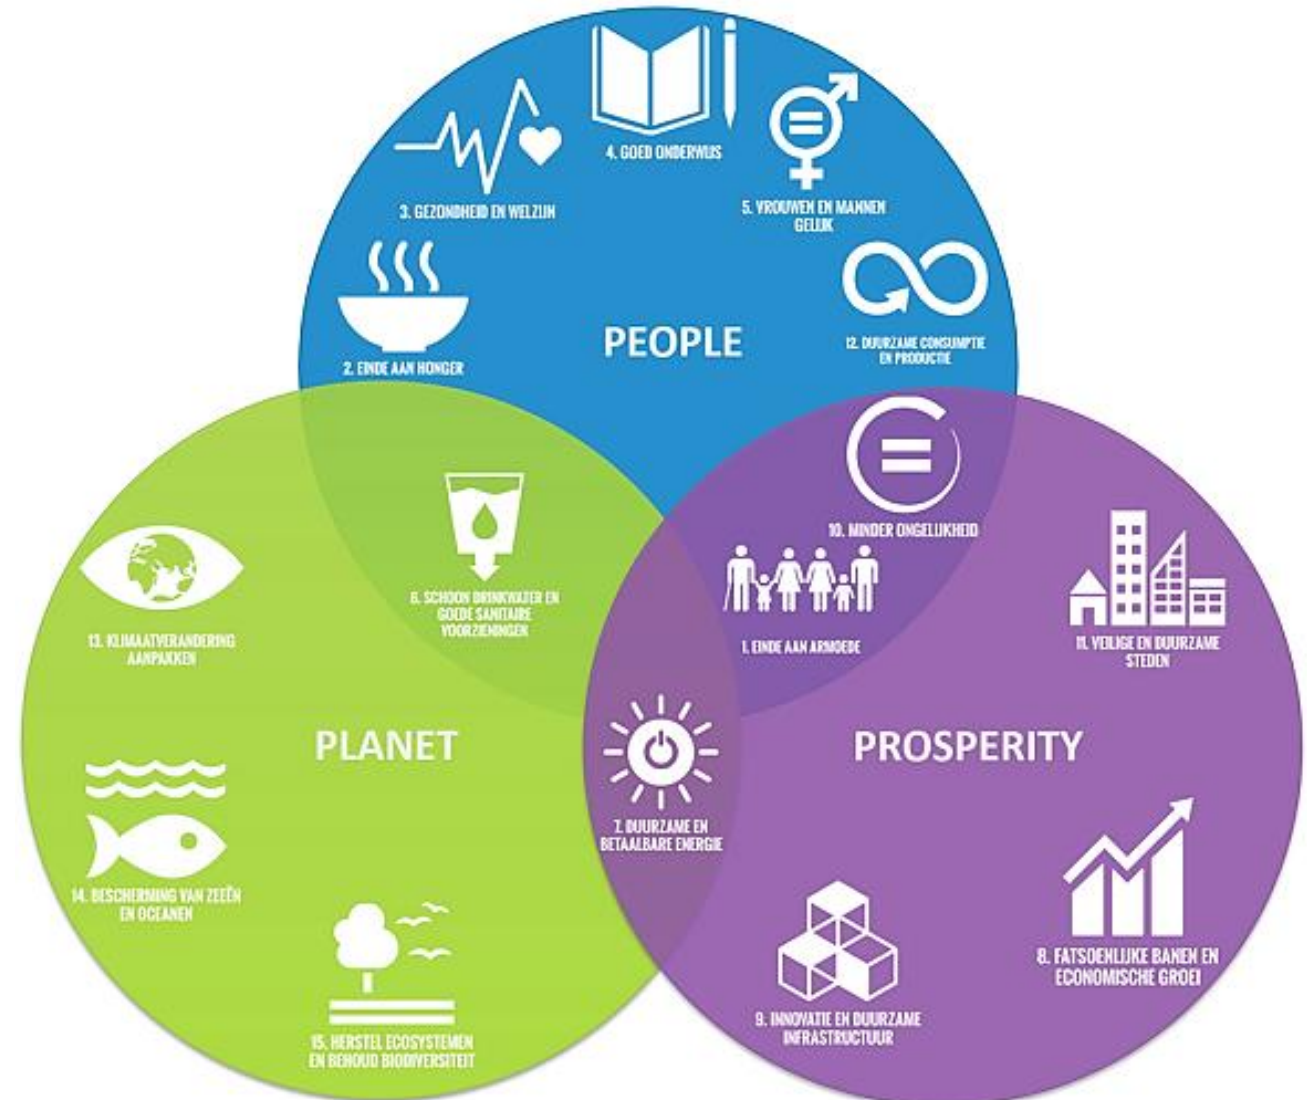 4. GOED ONDERWIJS
3. GEZONDHEID EN WELZIJN
5. VROUWEN EN MANNEN
GELIJK
2. EINDE AAN HONGER
PEOPLE
12. DUURZAME CONSUMPTIE
EN PRODUCTIE
10. MINDER ONGELIJKHEID
6. SCHOON DRINKWATER EN
GOEDE SANITAIRE
VOORZIENINGEN
1. EINDE AAN ARMOEDE
13. KLIMAATVERANDERING
AANPAKKEN
11. VEILIGE EN DUURZAME
STEDEN
PLANET
PROSPERITY
7. DUURZAME EN
BETAALBARE ENERGIE
14. BESCHERMING VAN ZEEËN
EN OCEANEN
8. FATSOENLIJKE BANEN EN
ECONOMISCHE GROEI
9. INNOVATIE EN DUURZAME
INFRASTRUCTUUR
15. HERSTEL ECOSYSTEMEN
EN BEHOUD BIODIVERSITEIT